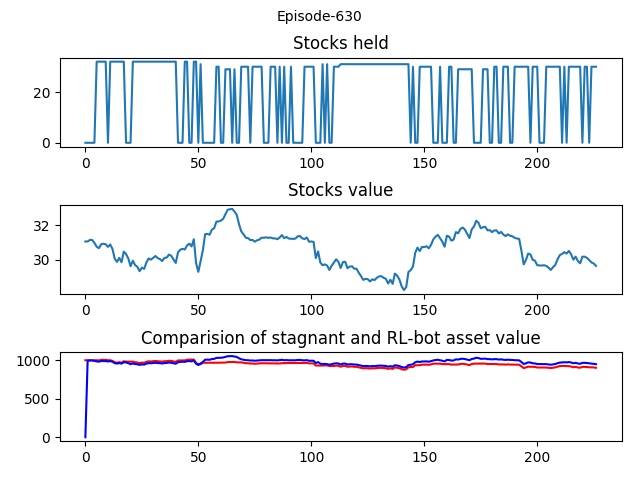 Episode-630
Stocks held
20
0
0 50 100 150 200
Stocks value
32
30
0 50 100 150 200
Comparision of stagnant and RL-bot asset value
1000
500
0
0 50 100 150 200